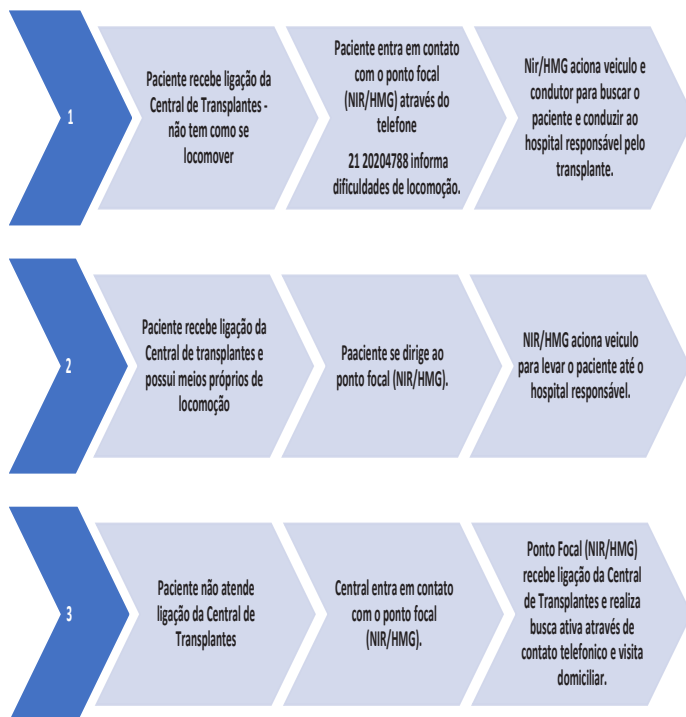 1
Paciente recebe ligação da
Central de Transplantes -
não tem como se
locomover
Paciente entra em contato
com o ponto focal
(NIR/HMG) através do
telefone
21 20204788 informa
dificuldades de locomoção.
Nir/HMG aciona veiculo e
condutor para buscar o
paciente e conduzir ao
hospital responsável pelo
transplante.
2
Paciente recebe ligação da
Central de transplantes e
possui meios próprios de
locomoção
Paaciente se dirige ao
ponto focal (NIR/HMG).
NIR/HMG aciona veiculo
para levar o paciente até o
hospital responsável.
3
Paciente não atende
ligação da Central de
Transplantes
Central entra em contato
com o ponto focal
(NIR/HMG).
Ponto Focal (NIR/HMG)
recebe ligação da Central
de Transplantes e realiza
busca ativa através de
contato telefonico e visita
domiciliar.